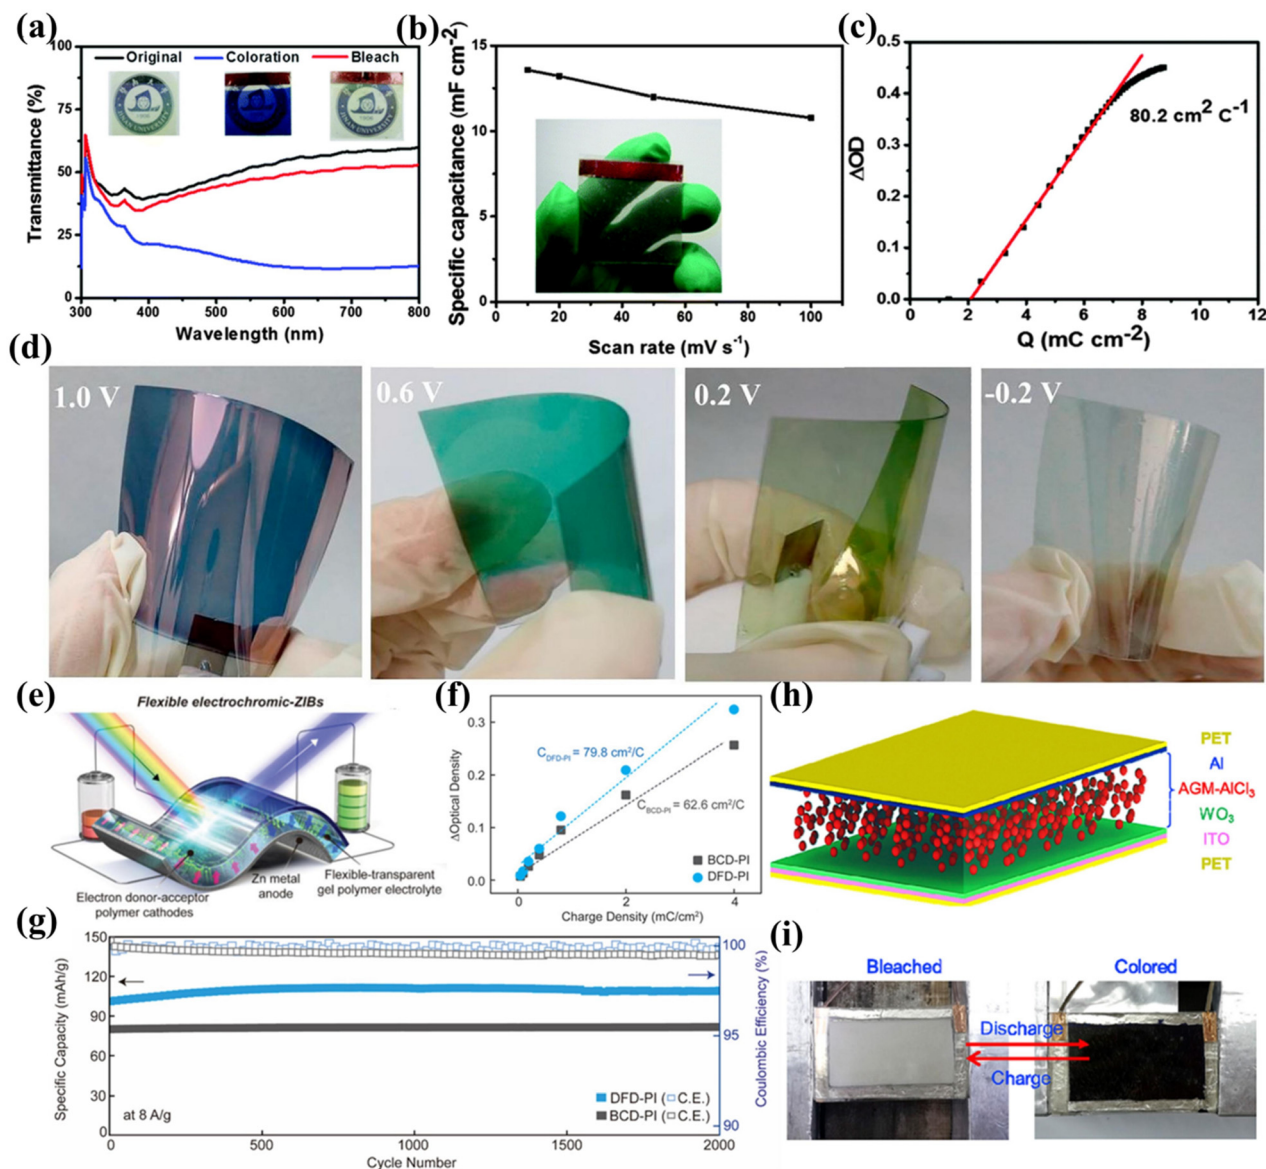 (a)
100
75
50
25
0
Transmittance (%)
Original Coloration Bleach
JINAN UNIVERSITY
300 400 500 600 700 800
Wavelength (nm)
(b)
15
10
5
0
Specific capacitance (mF cm-2)
0 20 40 60 80 100
Scan rate (mV s-1)
(c)
0.5
0.4
0.3
0.2
0.1
0.0
ΔOD
80.2 cm2 C-1
0 2 4 6 8 10 12
Q (mC cm-2)
(d)
1.0 V
0.6 V
0.2 V
-0.2 V
(e)
Flexible electrochromic-ZIBs
Electron donor-acceptor
polymer cathodes
Zn metal
anode
Flexible-transparent
gel polymer electrolyte
(f)
0.3
0.2
0.1
0.0
ΔOptical Density
CDFD-PI = 79.8 cm2/C
CBCD-PI = 62.6 cm2/C
BCD-PI
DFD-PI
0 2 4
Charge Density (mC/cm2)
(h)
PET
Al
AGM-AlCl3
WO3
ITO
PET
(g)
150
120
90
60
30
0
Specific Capacity (mAh/g)
100
95
90
Coulombic Efficiency (%)
DFD-PI ( C.E.)
BCD-PI ( C.E.)
at 8 A/g
0 500 1000 1500 2000
Cycle Number
(i)
Bleached
Colored
Discharge
Charge